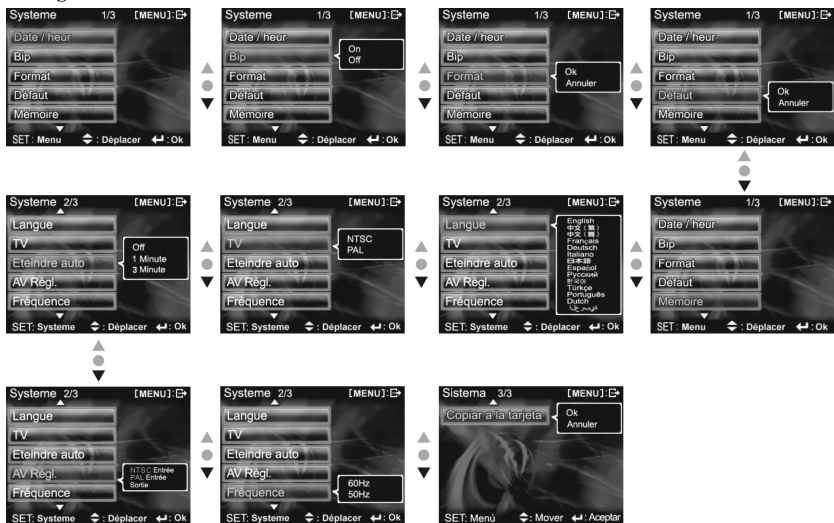 Systeme 1/3 [MENU]:
Date / heur
Bip
Format
Défaut
Mémoire
SET: Menu : Déplacer : Ok
Systeme 1/3 [MENU]:
Date / heur
Bip
On
Off
Format
Défaut
Mémoire
SET: Menu : Déplacer : Ok
Systeme 1/3 [MENU]:
Date / heur
Bip
Format
Ok
Annuler
Défaut
Mémoire
SET: Menu : Déplacer : Ok
Systeme 1/3 [MENU]:
Date / heur
Bip
Format
Défaut
Ok
Annuler
Mémoire
SET: Menu : Déplacer : Ok
Systeme 2/3 [MENU]:
Langue
TV
Eteindre auto
Off
1 Minute
3 Minute
AV Régl.
Fréquence
SET: Systeme : Déplacer : Ok
Systeme 2/3 [MENU]:
Langue
TV
NTSC
PAL
Eteindre auto
AV Régl.
Fréquence
SET: Systeme : Déplacer : Ok
Systeme 2/3 [MENU]:
Langue
English
中文(繁)
中文(簡)
Français
Deutsch
Italiano
日本語
Español
Русский
한국어
Türkçe
Português
Dutch
TV
Eteindre auto
AV Régl.
Fréquence
SET: Systeme : Déplacer : Ok
Systeme 1/3 [MENU]:
Date / heur
Bip
Format
Défaut
Mémoire
SET: Menu : Déplacer : Ok
Systeme 2/3 [MENU]:
Langue
TV
Eteindre auto
AV Régl.
NTSC Entrée
PAL Entrée
Sortie
Fréquence
SET: Systeme : Déplacer : Ok
Systeme 2/3 [MENU]:
Langue
TV
Eteindre auto
AV Régl.
Fréquence
60Hz
50Hz
SET: Systeme : Déplacer : Ok
Sistema 3/3 [MENU]:
Copiar a la tarjeta
Ok
Annuler
SET: Menú : Mover : Aceptar